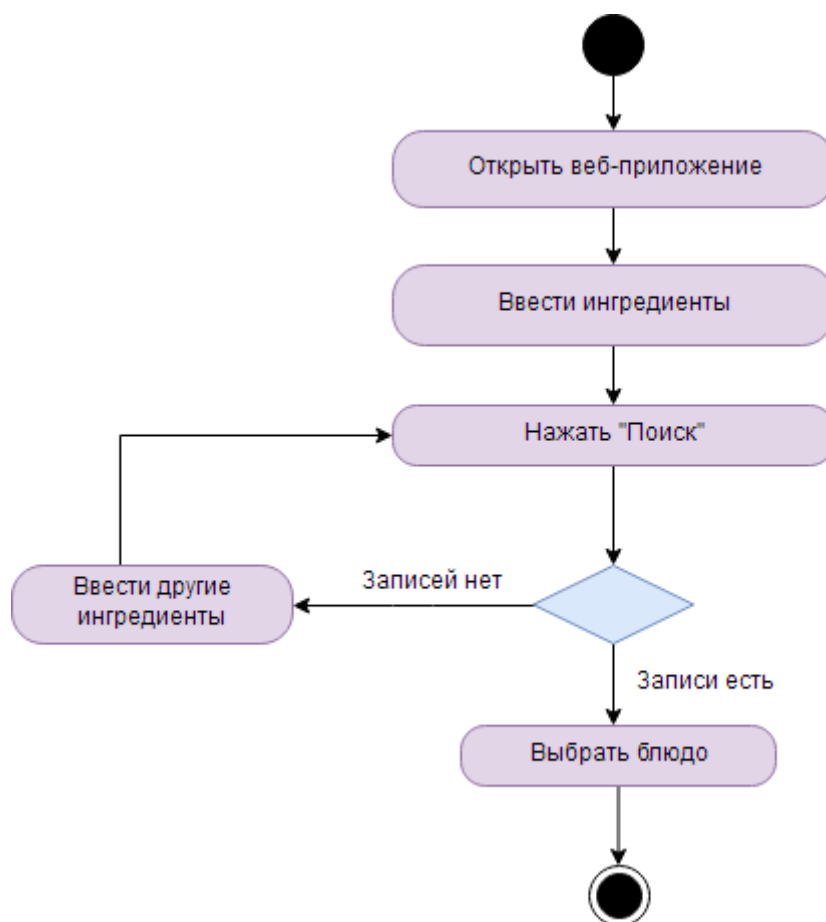 Открыть веб-приложение
Ввести ингредиенты
Нажать "Поиск"
Записей нет
Ввести другие
ингредиенты
Записи есть
Выбрать блюдо